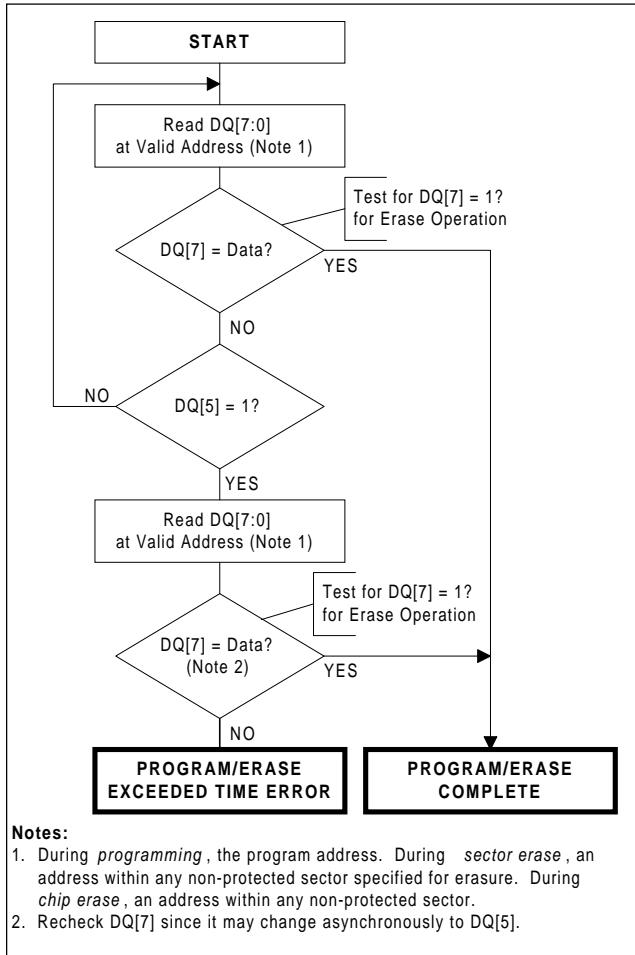 START
Read DQ[7:0]
at Valid Address (Note 1)
Test for DQ[7] = 1?
for Erase Operation
DQ[7] = Data?
YES
NO
NO
DQ[5] = 1?
YES
Read DQ[7:0]
at Valid Address (Note 1)
Test for DQ[7] = 1?
for Erase Operation
DQ[7] = Data?
(Note 2)
YES
NO
PROGRAM/ERASE
EXCEEDED TIME ERROR
PROGRAM/ERASE
COMPLETE
Notes:
1. During programming, the program address. During sector erase, an
address within any non-protected sector specified for erasure. During
chip erase, an address within any non-protected sector.
2. Recheck DQ[7] since it may change asynchronously to DQ[5].